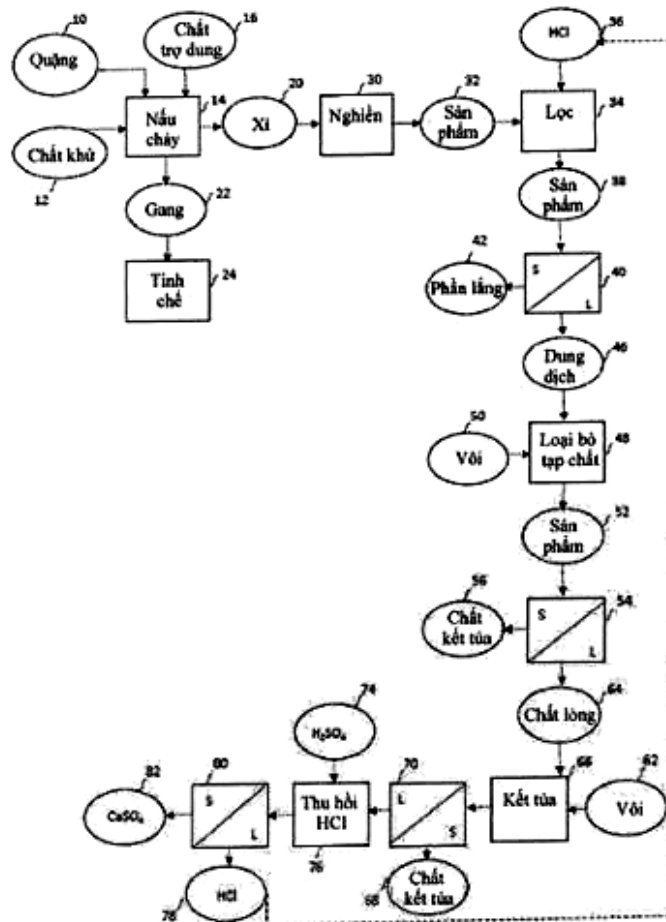 10
Quặng
Chất
trợ dung
16
HCl
36
Chất khử
12
Nấu
chảy
14
20
Xỉ
30
Nghiền
32
Sản
phẩm
Lọc
34
Gang
22
Tinh
chế
24
Sản
phẩm
38
42
Phần lắng
S
L
40
Dung
dịch
46
50
Vôi
Loại bỏ
tạp chất
48
Sản
phẩm
52
56
Chất
kết tủa
S
L
54
Chất lỏng
64
74
H₂SO₄
82
CaSO₄
80
S
L
Thu hồi
HCl
76
70
L
S
66
Kết tủa
62
Vôi
78
HCl
68
Chất
kết tủa